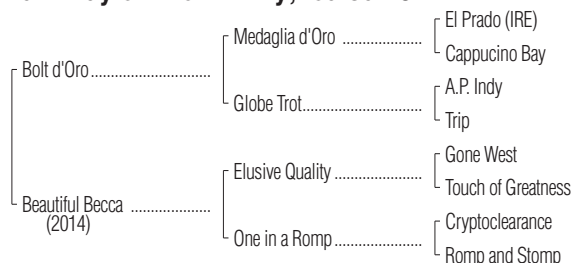 El Prado (IRE)
Medaglia d'Oro ..................
Cappucino Bay
Bolt d'Oro...........................
A.P. Indy
Globe Trot...........................
Trip
Gone West
Elusive Quality ....................
Touch of Greatness
Beautiful Becca ..................
(2014)
Cryptoclearance
One in a Romp....................
Romp and Stomp